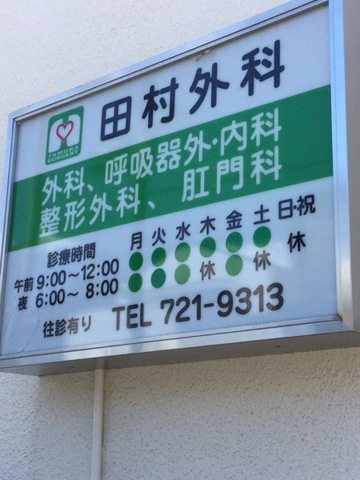 田村外科
TAMURA
SURGERY
外科、呼吸器外・内科
整形外科、肛門科
診療時間 月 火 水 木 金 土 日・祝
午前 9:00～12:00 ● ● ● ● ● ● 休
夜 6:00～8:00 ● ● ● 休 ● 休
往診有り TEL 721-9313